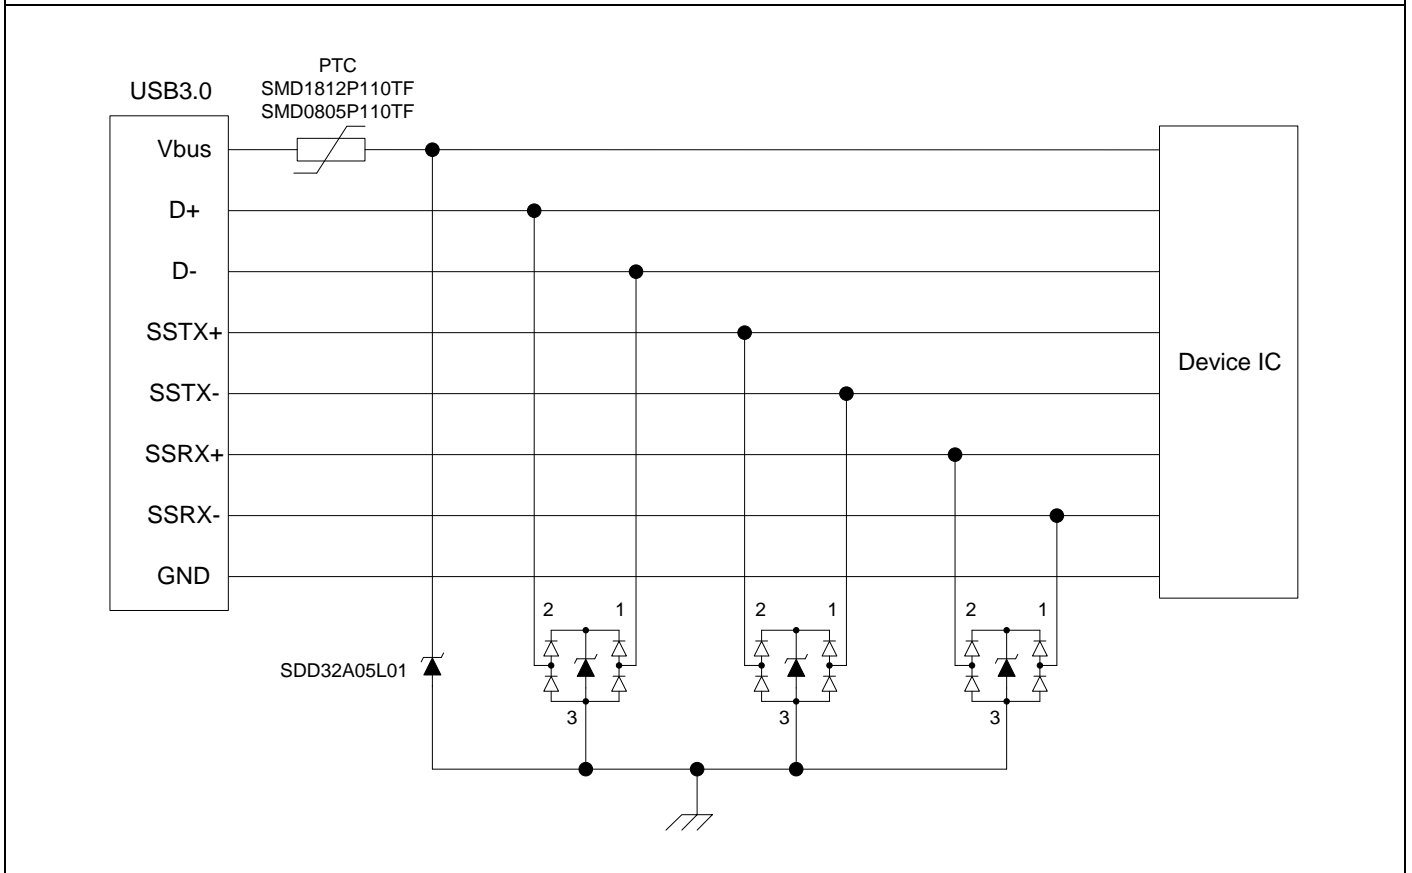 PTC
SMD1812P110TF
SMD0805P110TF
USB3.0
Vbus
D+
D-
SSTX+
SSTX-
SSRX+
SSRX-
GND
Device IC
2 1 2 1 2 1
SDD32A05L01
3 3 3